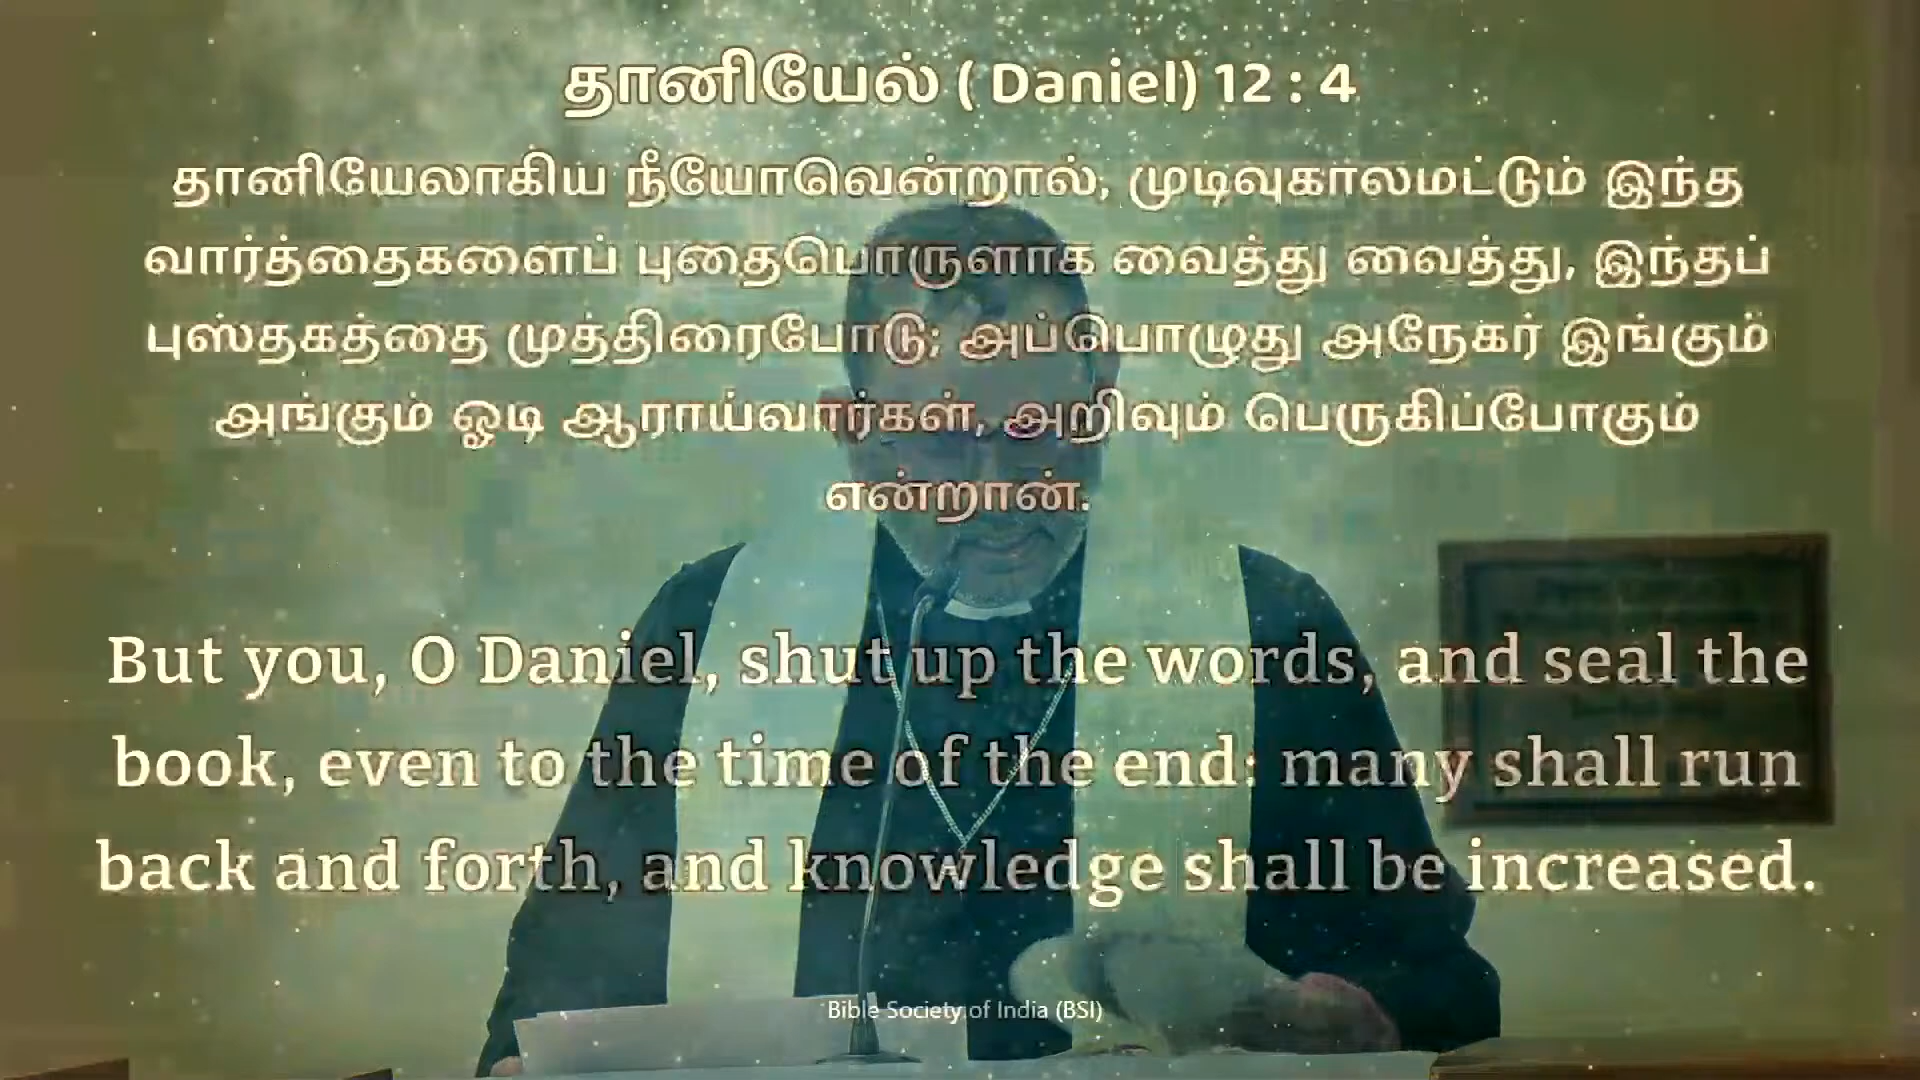 தானியேல் ( Daniel) 12 : 4
தானியேலாகிய நீயோவென்றால், முடிவுகாலமட்டும் இந்த
வார்த்தைகளைப் புதைபொருளாக வைத்து வைத்து, இந்தப்
புஸ்தகத்தை முத்திரைபோடு; அப்பொழுது அநேகர் இங்கும்
அங்கும் ஓடி ஆராய்வார்கள், அறிவும் பெருகிப்போகும்
என்றான்.
But you, O Daniel, shut up the words, and seal the
book, even to the time of the end: many shall run
back and forth, and knowledge shall be increased.
Bible Society of India (BSI)